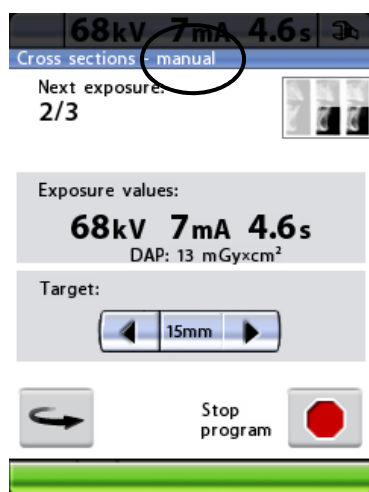 68kV 7mA 4.6s
Cross sections - manual
Next exposure:
2/3
Exposure values:
68kV 7mA 4.6s
DAP: 13 mGy×cm²
Target:
15mm
Stop
program